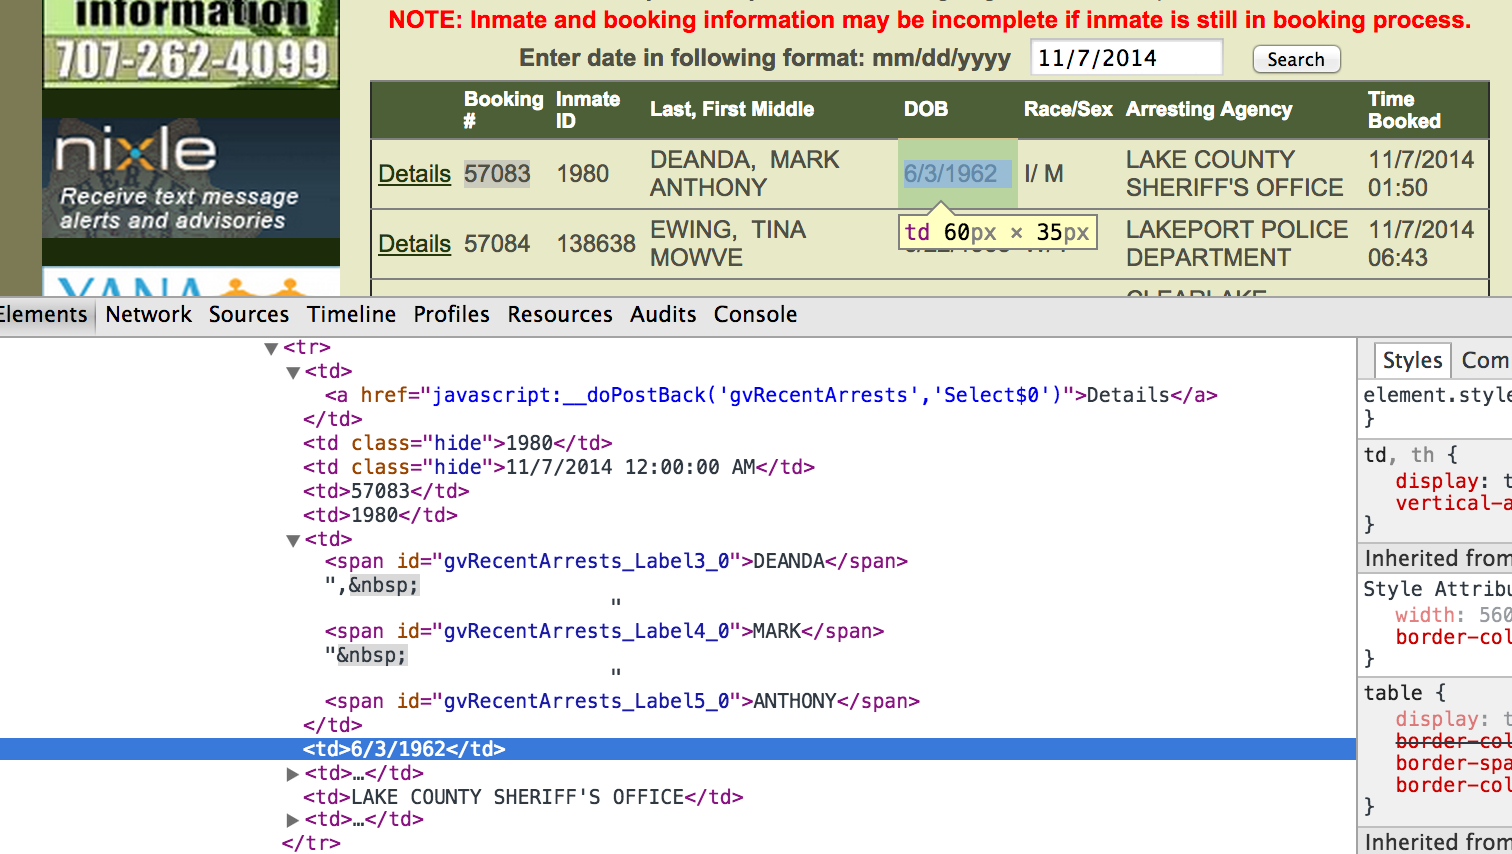 information
707-262-4099
nixle
Receive text message
alerts and advisories
NOTE: Inmate and booking information may be incomplete if inmate is still in booking process.
Enter date in following format: mm/dd/yyyy 11/7/2014 Search
Booking # Inmate ID Last, First Middle DOB Race/Sex Arresting Agency Time Booked
Details 57083 1980 DEANDA, MARK ANTHONY 6/3/1962 I/ M LAKE COUNTY SHERIFF'S OFFICE 11/7/2014 01:50
td 60px × 35px
Details 57084 138638 EWING, TINA MOWVE LAKEPORT POLICE DEPARTMENT 11/7/2014 06:43
Elements Network Sources Timeline Profiles Resources Audits Console
<tr>
<td>
<a href="javascript:__doPostBack('gvRecentArrests','Select$0')">Details</a>
</td>
<td class="hide">1980</td>
<td class="hide">11/7/2014 12:00:00 AM</td>
<td>57083</td>
<td>1980</td>
<td>
<span id="gvRecentArrests_Label3_0">DEANDA</span>
",&nbsp;
"
<span id="gvRecentArrests_Label4_0">MARK</span>
"&nbsp;
"
<span id="gvRecentArrests_Label5_0">ANTHONY</span>
</td>
<td>6/3/1962</td>
<td>…</td>
<td>LAKE COUNTY SHERIFF'S OFFICE</td>
<td>…</td>
</tr>
Styles Com
element.style
}
td, th {
display: t
vertical-a
}
Inherited from
Style Attribu
width: 560
border-col
}
table {
display: t
border-col
border-spa
border-col
}
Inherited from